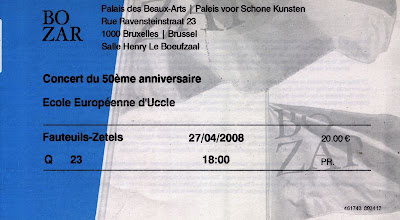 BO
ZAR
Palais des Beaux-Arts | Paleis voor Schone Kunsten
Rue Ravensteinstraat 23
1000 Bruxelles | Brussel
Salle Henry Le Boeufzaal
Concert du 50ème anniversaire
Ecole Européenne d'Uccle
Fauteuils-Zetels 27/04/2008 20.00 €
Q 23 18:00 PR.
BO
ZAR